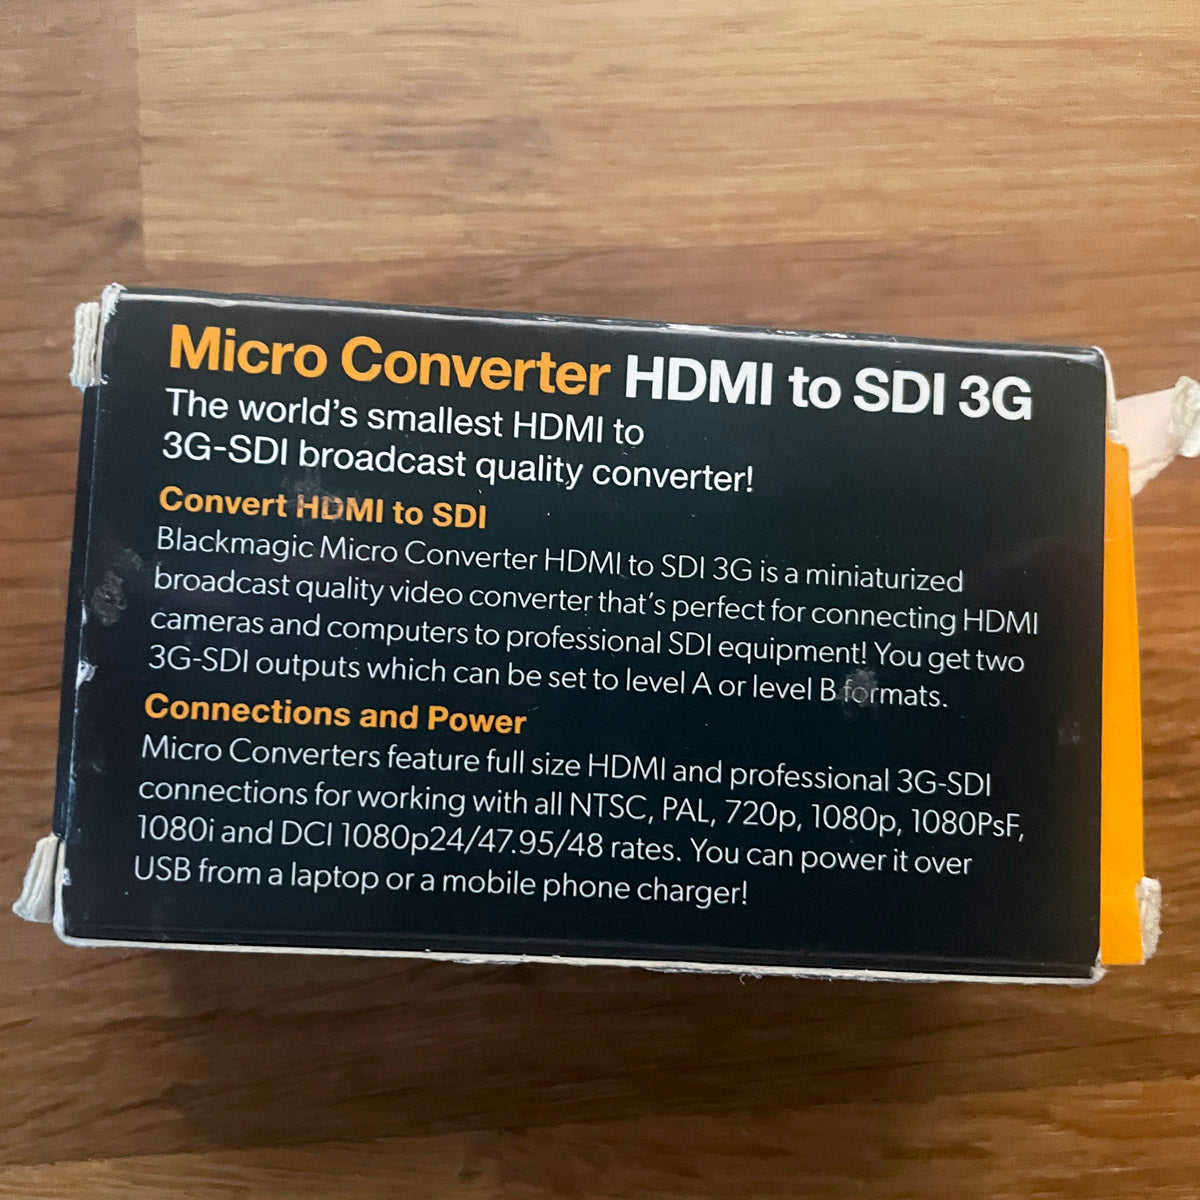 Micro Converter HDMI to SDI 3G
The world's smallest HDMI to
3G-SDI broadcast quality converter!
Convert HDMI to SDI
Blackmagic Micro Converter HDMI to SDI 3G is a miniaturized
broadcast quality video converter that's perfect for connecting HDMI
cameras and computers to professional SDI equipment! You get two
3G-SDI outputs which can be set to level A or level B formats.
Connections and Power
Micro Converters feature full size HDMI and professional 3G-SDI
connections for working with all NTSC, PAL, 720p, 1080p, 1080PsF,
1080i and DCI 1080p24/47.95/48 rates. You can power it over
USB from a laptop or a mobile phone charger!